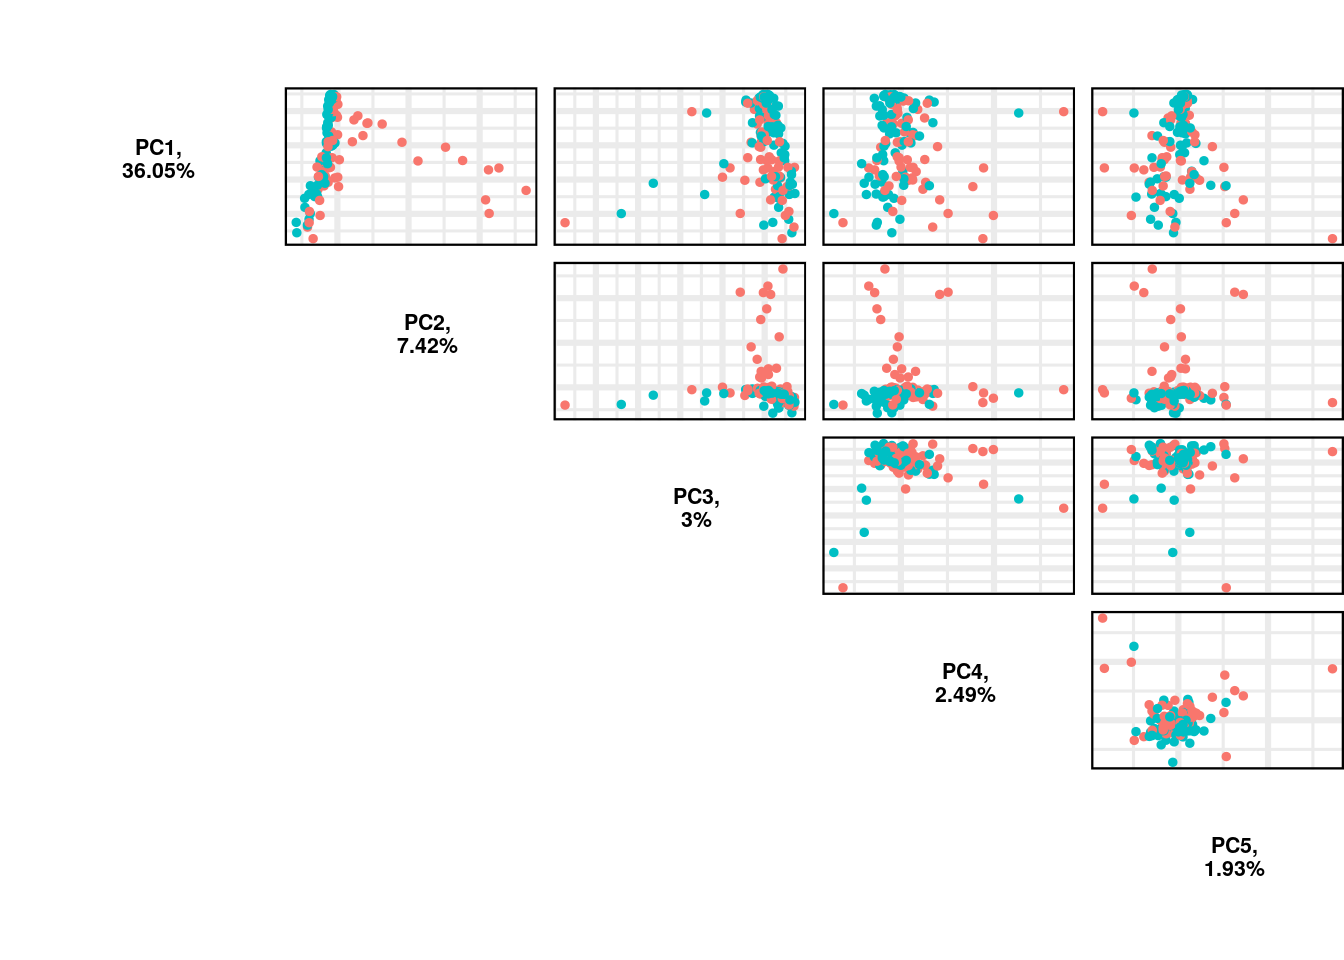 PC1,
36.05%
PC2,
7.42%
PC3,
3%
PC4,
2.49%
PC5,
1.93%